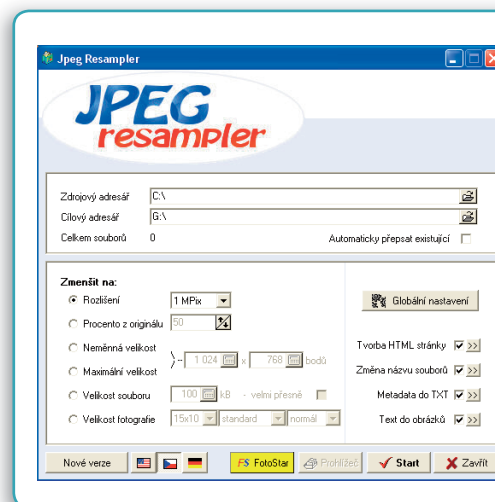 Jpeg Resampler
JPEG
resampler
Zdrojový adresář C:\
Cílový adresář G:\
Celkem souborů 0 Automaticky přepsat existující
Zmenšit na:
Rozlišení 1 MPix Globální nastavení
Procento z originálu 50
Neměnná velikost Tvorba HTML stránky >>
}-- 1 024 x 768 bodů
Maximální velikost Změna názvu souborů >>
Velikost souboru 100 kB - velmi přesně Metadata do TXT >>
Velikost fotografie 15x10 standard normál Text do obrázků >>
Nové verze FS FotoStar Prohlížeč Start Zavřít